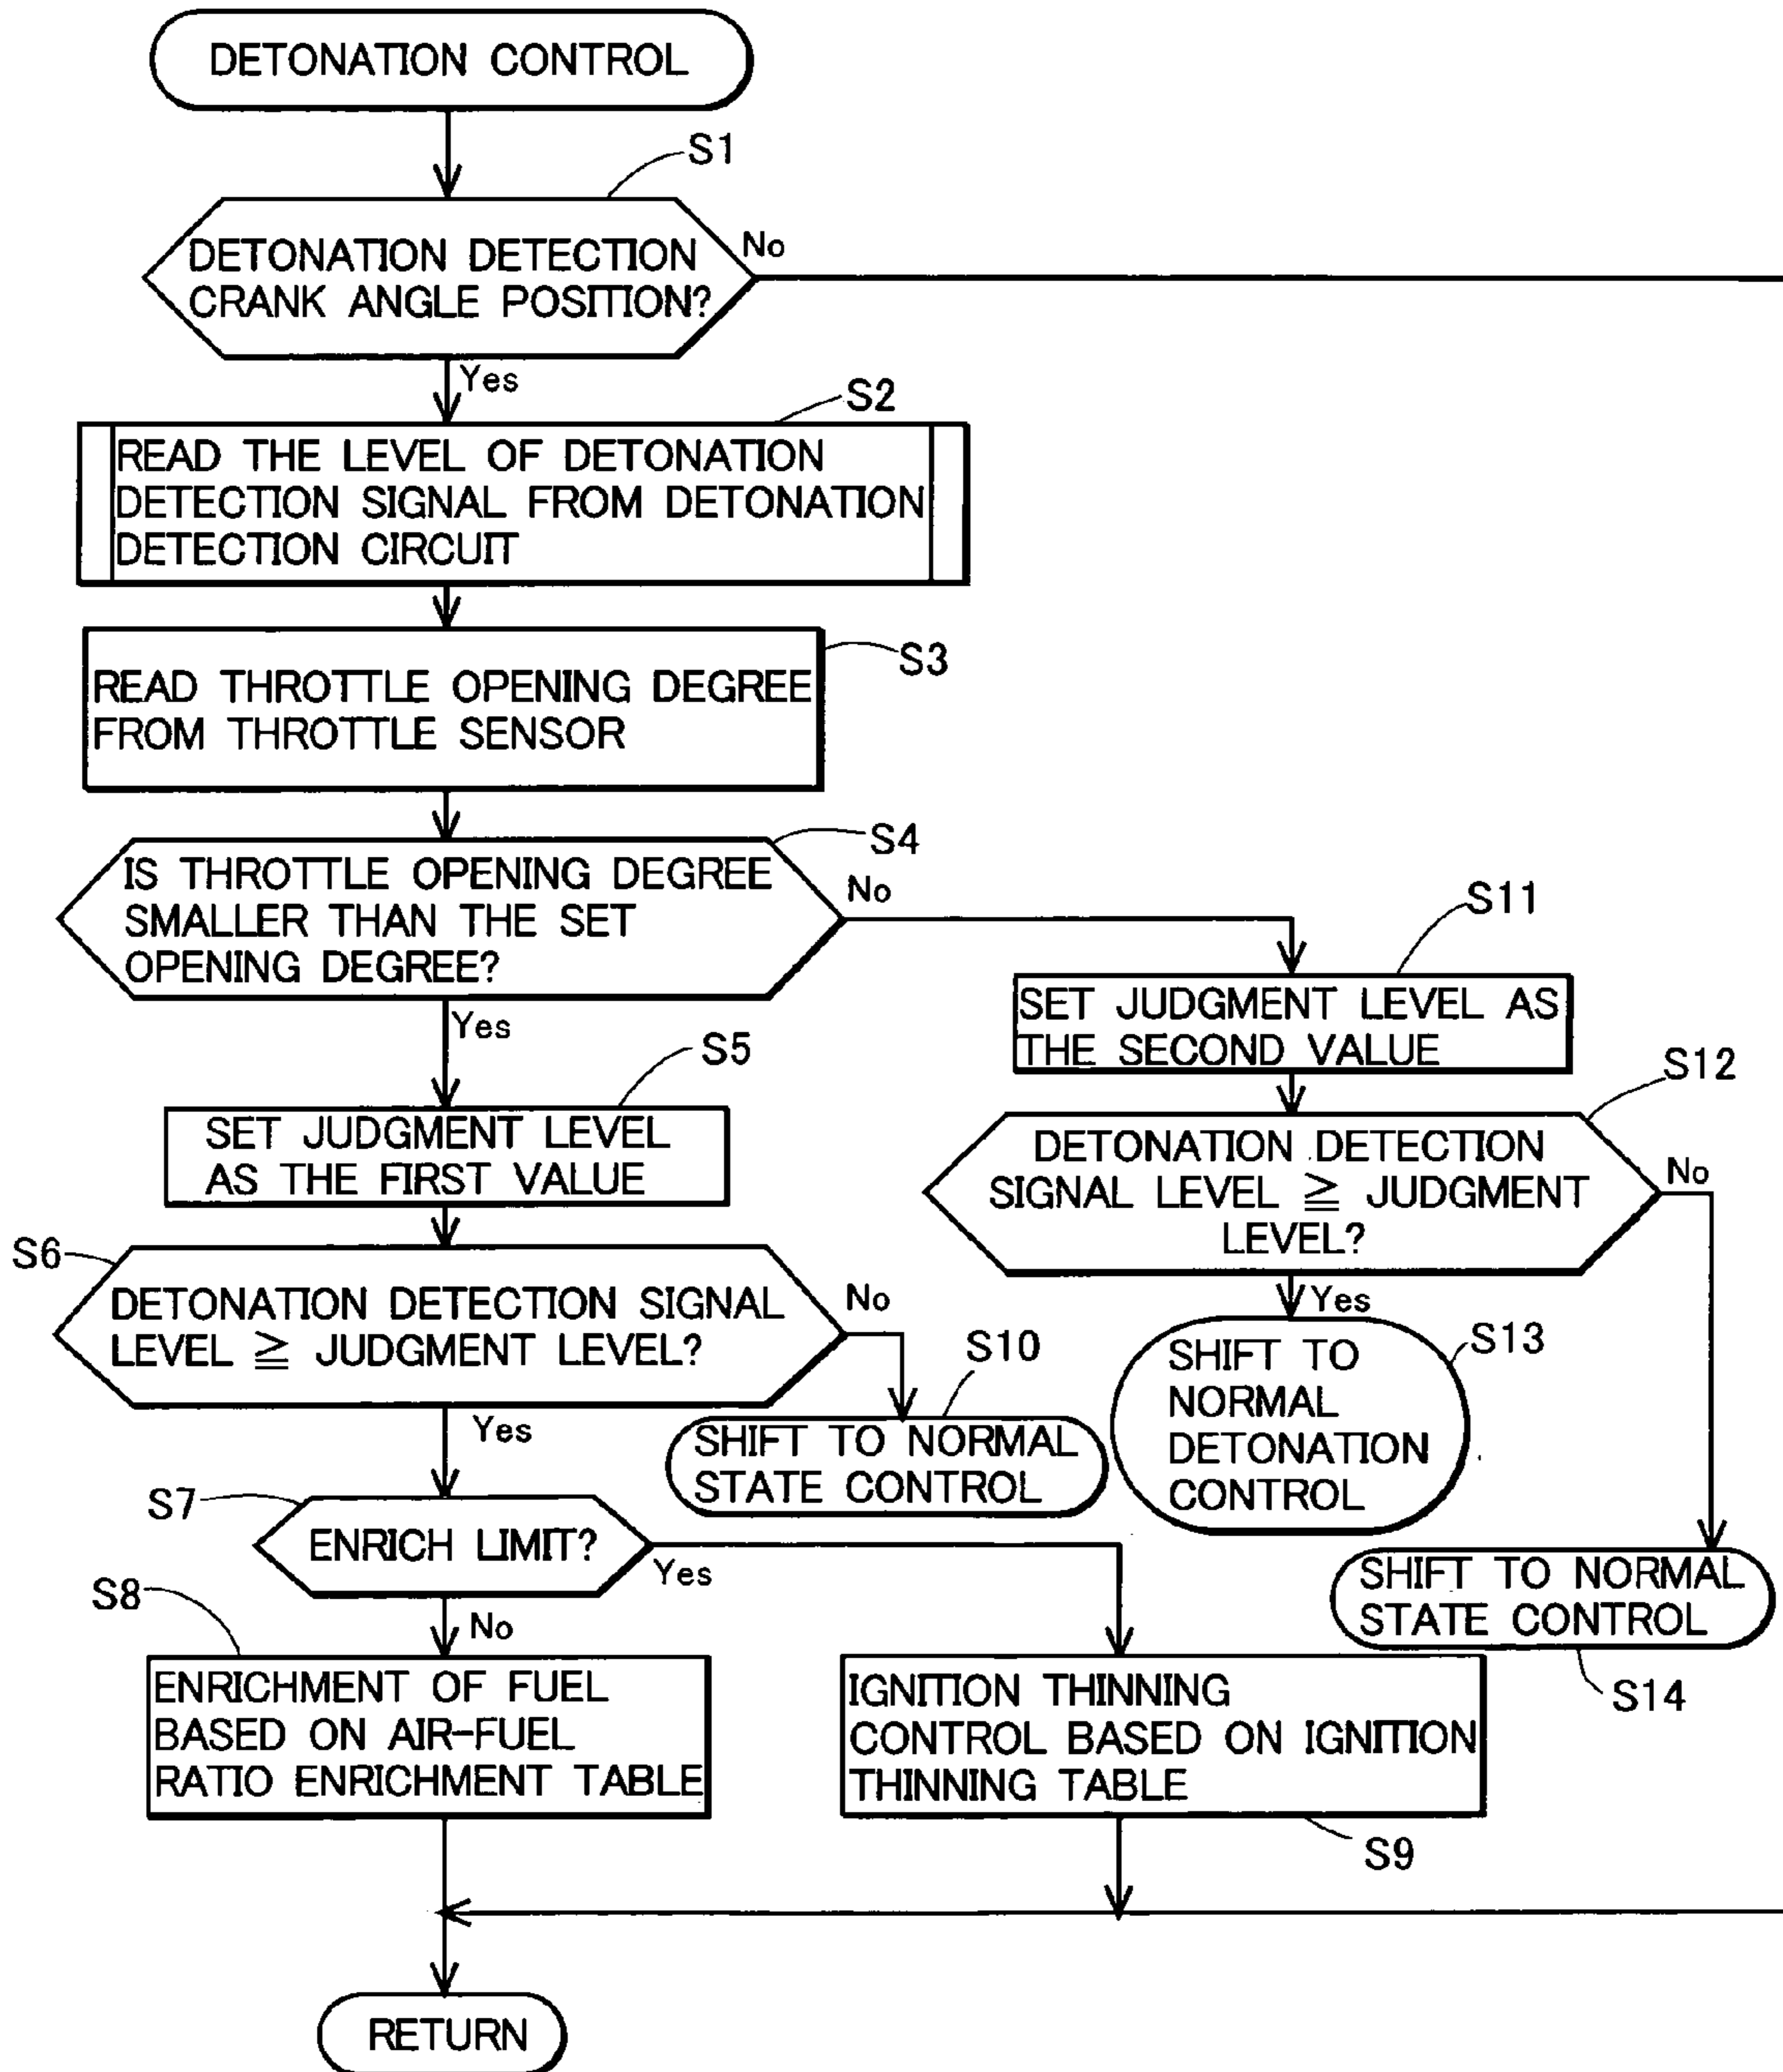 DETONATION CONTROL
S1
DETONATION DETECTION
CRANK ANGLE POSITION?
No
Yes
S2
READ THE LEVEL OF DETONATION
DETECTION SIGNAL FROM DETONATION
DETECTION CIRCUIT
S3
READ THROTTLE OPENING DEGREE
FROM THROTTLE SENSOR
S4
IS THROTTLE OPENING DEGREE
SMALLER THAN THE SET
OPENING DEGREE?
No
Yes
S11
SET JUDGMENT LEVEL AS
THE SECOND VALUE
S5
SET JUDGMENT LEVEL
AS THE FIRST VALUE
S12
DETONATION DETECTION
SIGNAL LEVEL ≧ JUDGMENT
LEVEL?
No
Yes
S6
DETONATION DETECTION SIGNAL
LEVEL ≧ JUDGMENT LEVEL?
No
Yes
S10
SHIFT TO NORMAL
STATE CONTROL
S13
SHIFT TO
NORMAL
DETONATION
CONTROL
S7
ENRICH LIMIT?
Yes
No
SHIFT TO NORMAL
STATE CONTROL
S14
S8
ENRICHMENT OF FUEL
BASED ON AIR-FUEL
RATIO ENRICHMENT TABLE
IGNITION THINNING
CONTROL BASED ON IGNITION
THINNING TABLE
S9
RETURN